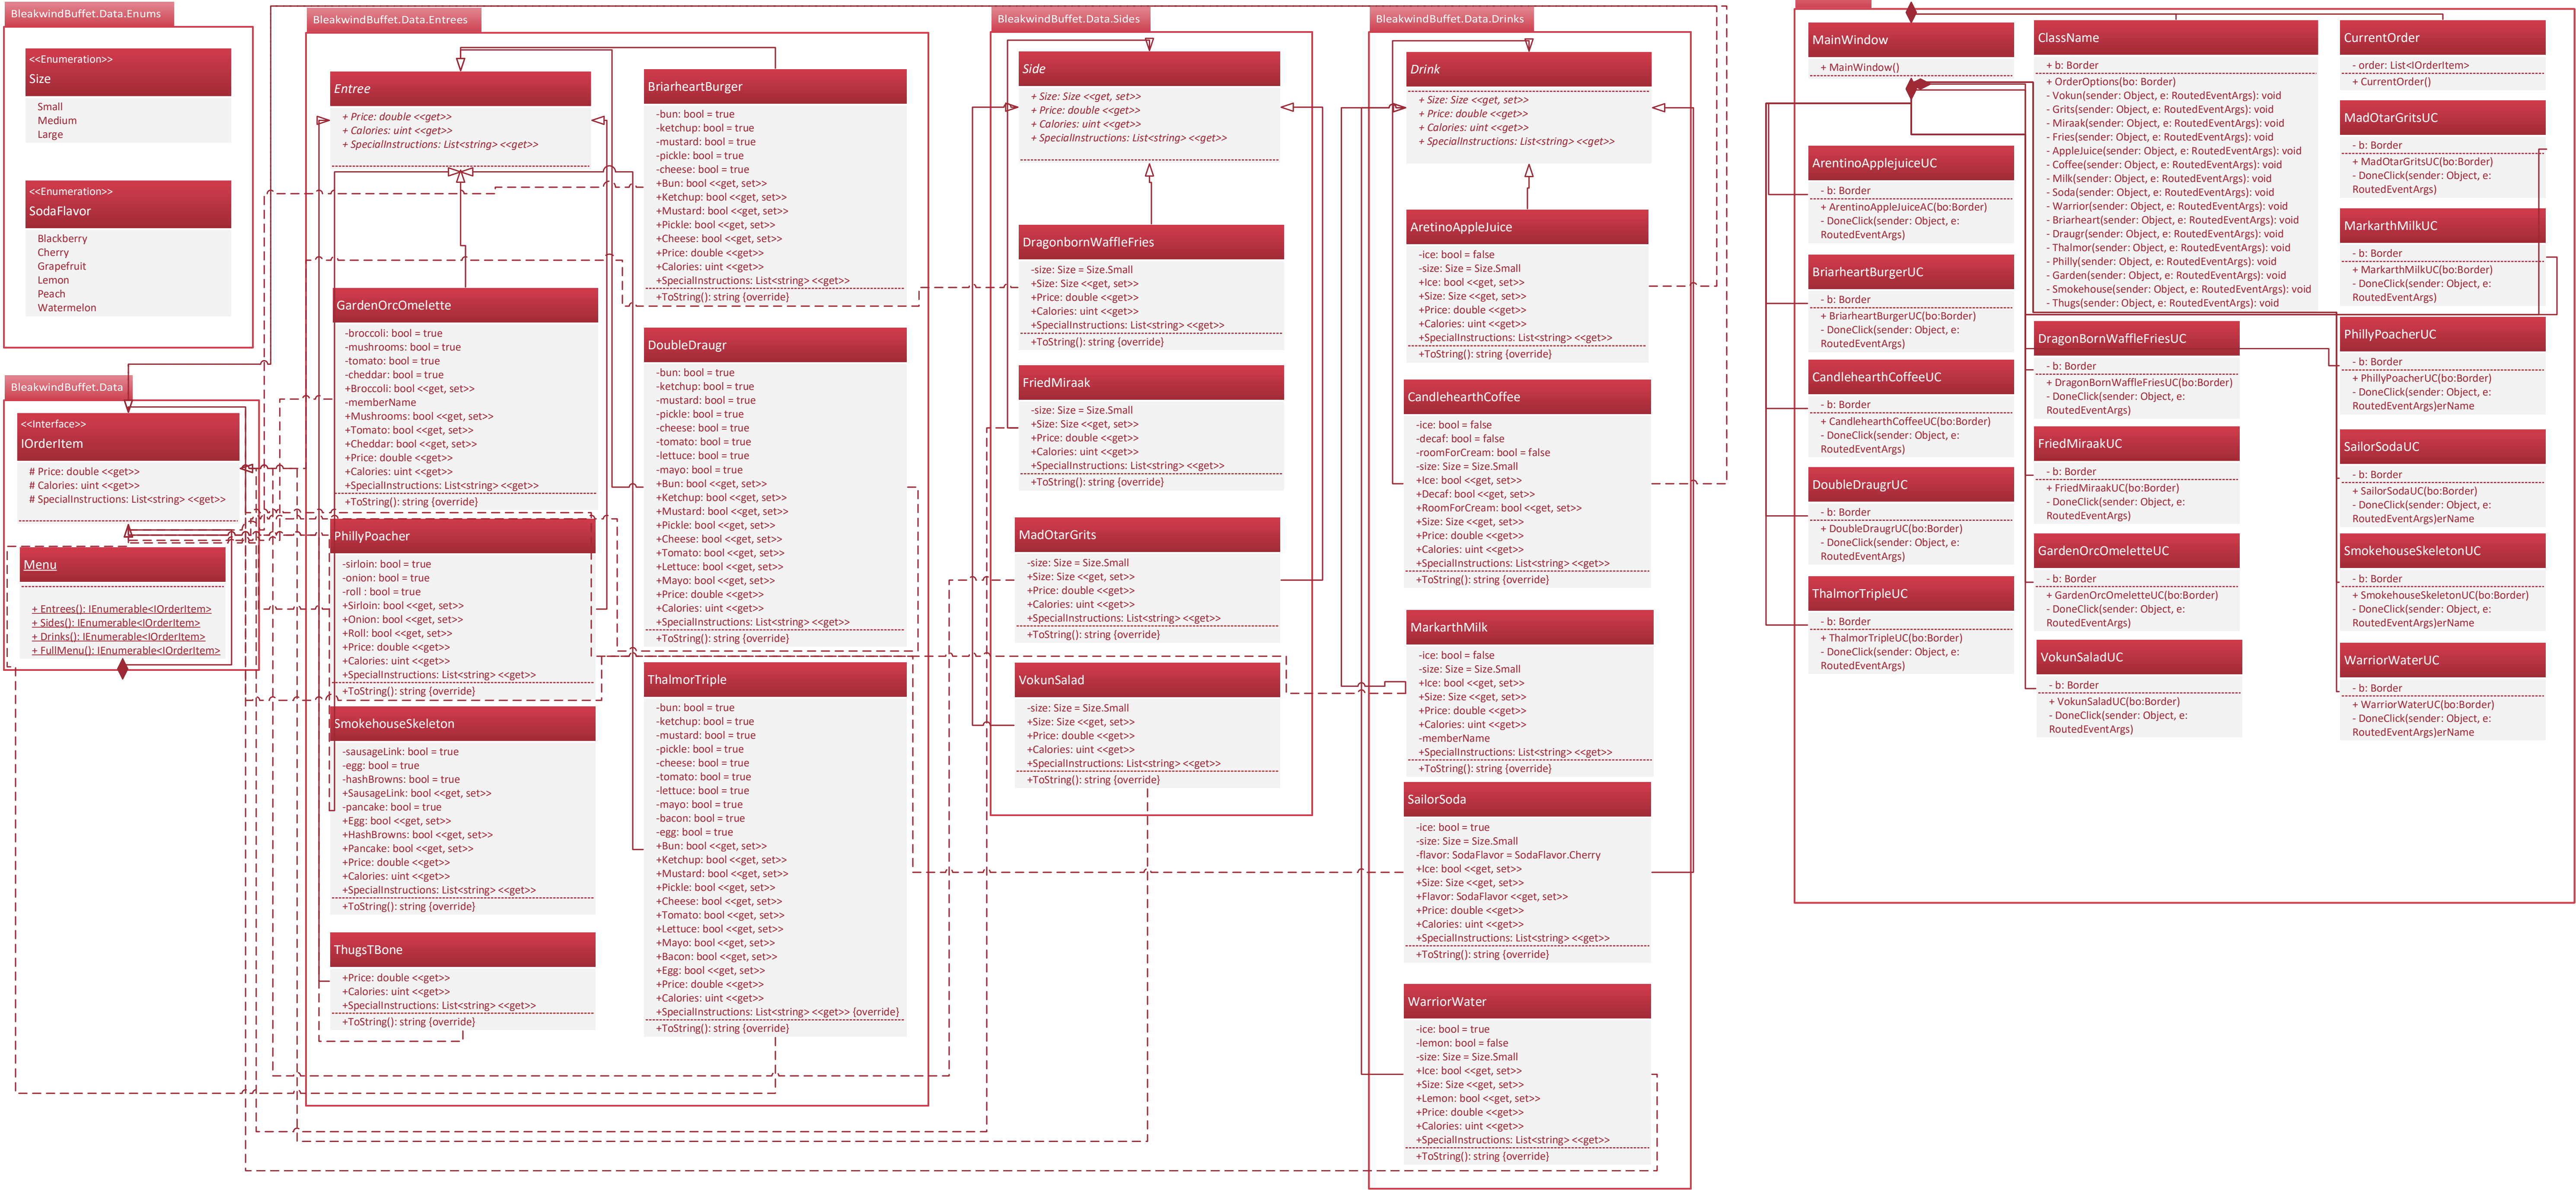 BleakwindBuffet.Data.Enums
<<Enumeration>>
Size
Small
Medium
Large
<<Enumeration>>
SodaFlavor
Blackberry
Cherry
Grapefruit
Lemon
Peach
Watermelon
BleakwindBuffet.Data
<<Interface>>
IOrderItem
# Price: double <<get>>
# Calories: uint <<get>>
# SpecialInstructions: List<string> <<get>>
Menu
+ Entrees(): IEnumerable<IOrderItem>
+ Sides(): IEnumerable<IOrderItem>
+ Drinks(): IEnumerable<IOrderItem>
+ FullMenu(): IEnumerable<IOrderItem>
BleakwindBuffet.Data.Entrees
Entree
+ Price: double <<get>>
+ Calories: uint <<get>>
+ SpecialInstructions: List<string> <<get>>
GardenOrcOmelette
-broccoli: bool = true
-mushrooms: bool = true
-tomato: bool = true
-cheddar: bool = true
+Broccoli: bool <<get, set>>
-memberName
+Mushrooms: bool <<get, set>>
+Tomato: bool <<get, set>>
+Cheddar: bool <<get, set>>
+Price: double <<get>>
+Calories: uint <<get>>
+SpecialInstructions: List<string> <<get>>
+ToString(): string {override}
PhillyPoacher
-sirloin: bool = true
-onion: bool = true
-roll : bool = true
+Sirloin: bool <<get, set>>
+Onion: bool <<get, set>>
+Roll: bool <<get, set>>
+Price: double <<get>>
+Calories: uint <<get>>
+SpecialInstructions: List<string> <<get>>
+ToString(): string {override}
SmokehouseSkeleton
-sausageLink: bool = true
-egg: bool = true
-hashBrowns: bool = true
+SausageLink: bool <<get, set>>
-pancake: bool = true
+Egg: bool <<get, set>>
+HashBrowns: bool <<get, set>>
+Pancake: bool <<get, set>>
+Price: double <<get>>
+Calories: uint <<get>>
+SpecialInstructions: List<string> <<get>>
+ToString(): string {override}
ThugsTBone
+Price: double <<get>>
+Calories: uint <<get>>
+SpecialInstructions: List<string> <<get>>
+ToString(): string {override}
BriarheartBurger
-bun: bool = true
-ketchup: bool = true
-mustard: bool = true
-pickle: bool = true
-cheese: bool = true
+Bun: bool <<get, set>>
+Ketchup: bool <<get, set>>
+Mustard: bool <<get, set>>
+Pickle: bool <<get, set>>
+Cheese: bool <<get, set>>
+Price: double <<get>>
+Calories: uint <<get>>
+SpecialInstructions: List<string> <<get>>
+ToString(): string {override}
DoubleDraugr
-bun: bool = true
-ketchup: bool = true
-mustard: bool = true
-pickle: bool = true
-cheese: bool = true
-tomato: bool = true
-lettuce: bool = true
-mayo: bool = true
+Bun: bool <<get, set>>
+Ketchup: bool <<get, set>>
+Mustard: bool <<get, set>>
+Pickle: bool <<get, set>>
+Cheese: bool <<get, set>>
+Tomato: bool <<get, set>>
+Lettuce: bool <<get, set>>
+Mayo: bool <<get, set>>
+Price: double <<get>>
+Calories: uint <<get>>
+SpecialInstructions: List<string> <<get>>
+ToString(): string {override}
ThalmorTriple
-bun: bool = true
-ketchup: bool = true
-mustard: bool = true
-pickle: bool = true
-cheese: bool = true
-tomato: bool = true
-lettuce: bool = true
-mayo: bool = true
-bacon: bool = true
-egg: bool = true
+Bun: bool <<get, set>>
+Ketchup: bool <<get, set>>
+Mustard: bool <<get, set>>
+Pickle: bool <<get, set>>
+Cheese: bool <<get, set>>
+Tomato: bool <<get, set>>
+Lettuce: bool <<get, set>>
+Mayo: bool <<get, set>>
+Bacon: bool <<get, set>>
+Egg: bool <<get, set>>
+Price: double <<get>>
+Calories: uint <<get>>
+SpecialInstructions: List<string> <<get>> {override}
+ToString(): string {override}
BleakwindBuffet.Data.Sides
Side
+ Size: Size <<get, set>>
+ Price: double <<get>>
+ Calories: uint <<get>>
+ SpecialInstructions: List<string> <<get>>
DragonbornWaffleFries
-size: Size = Size.Small
+Size: Size <<get, set>>
+Price: double <<get>>
+Calories: uint <<get>>
+SpecialInstructions: List<string> <<get>>
+ToString(): string {override}
FriedMiraak
-size: Size = Size.Small
+Size: Size <<get, set>>
+Price: double <<get>>
+Calories: uint <<get>>
+SpecialInstructions: List<string> <<get>>
+ToString(): string {override}
MadOtarGrits
-size: Size = Size.Small
+Size: Size <<get, set>>
+Price: double <<get>>
+Calories: uint <<get>>
+SpecialInstructions: List<string> <<get>>
+ToString(): string {override}
VokunSalad
-size: Size = Size.Small
+Size: Size <<get, set>>
+Price: double <<get>>
+Calories: uint <<get>>
+SpecialInstructions: List<string> <<get>>
+ToString(): string {override}
BleakwindBuffet.Data.Drinks
Drink
+ Size: Size <<get, set>>
+ Price: double <<get>>
+ Calories: uint <<get>>
+ SpecialInstructions: List<string> <<get>>
AretinoAppleJuice
-ice: bool = false
-size: Size = Size.Small
+Ice: bool <<get, set>>
+Size: Size <<get, set>>
+Price: double <<get>>
+Calories: uint <<get>>
+SpecialInstructions: List<string> <<get>>
+ToString(): string {override}
CandlehearthCoffee
-ice: bool = false
-decaf: bool = false
-roomForCream: bool = false
-size: Size = Size.Small
+Ice: bool <<get, set>>
+Decaf: bool <<get, set>>
+RoomForCream: bool <<get, set>>
+Size: Size <<get, set>>
+Price: double <<get>>
+Calories: uint <<get>>
+SpecialInstructions: List<string> <<get>>
+ToString(): string {override}
MarkarthMilk
-ice: bool = false
-size: Size = Size.Small
+Ice: bool <<get, set>>
+Size: Size <<get, set>>
+Price: double <<get>>
+Calories: uint <<get>>
-memberName
+SpecialInstructions: List<string> <<get>>
+ToString(): string {override}
SailorSoda
-ice: bool = true
-size: Size = Size.Small
-flavor: SodaFlavor = SodaFlavor.Cherry
+Ice: bool <<get, set>>
+Size: Size <<get, set>>
+Flavor: SodaFlavor <<get, set>>
+Price: double <<get>>
+Calories: uint <<get>>
+SpecialInstructions: List<string> <<get>>
+ToString(): string {override}
WarriorWater
-ice: bool = true
-lemon: bool = false
-size: Size = Size.Small
+Ice: bool <<get, set>>
+Size: Size <<get, set>>
+Lemon: bool <<get, set>>
+Price: double <<get>>
+Calories: uint <<get>>
+SpecialInstructions: List<string> <<get>>
+ToString(): string {override}
MainWindow
+ MainWindow()
ArentinoApplejuiceUC
- b: Border
+ ArentinoAppleJuiceAC(bo:Border)
- DoneClick(sender: Object, e:
RoutedEventArgs)
BriarheartBurgerUC
- b: Border
+ BriarheartBurgerUC(bo:Border)
- DoneClick(sender: Object, e:
RoutedEventArgs)
CandlehearthCoffeeUC
- b: Border
+ CandlehearthCoffeeUC(bo:Border)
- DoneClick(sender: Object, e:
RoutedEventArgs)
DoubleDraugrUC
- b: Border
+ DoubleDraugrUC(bo:Border)
- DoneClick(sender: Object, e:
RoutedEventArgs)
ThalmorTripleUC
- b: Border
+ ThalmorTripleUC(bo:Border)
- DoneClick(sender: Object, e:
RoutedEventArgs)
ClassName
+ b: Border
+ OrderOptions(bo: Border)
- Vokun(sender: Object, e: RoutedEventArgs): void
- Grits(sender: Object, e: RoutedEventArgs): void
- Miraak(sender: Object, e: RoutedEventArgs): void
- Fries(sender: Object, e: RoutedEventArgs): void
- AppleJuice(sender: Object, e: RoutedEventArgs): void
- Coffee(sender: Object, e: RoutedEventArgs): void
- Milk(sender: Object, e: RoutedEventArgs): void
- Soda(sender: Object, e: RoutedEventArgs): void
- Warrior(sender: Object, e: RoutedEventArgs): void
- Briarheart(sender: Object, e: RoutedEventArgs): void
- Draugr(sender: Object, e: RoutedEventArgs): void
- Thalmor(sender: Object, e: RoutedEventArgs): void
- Philly(sender: Object, e: RoutedEventArgs): void
- Garden(sender: Object, e: RoutedEventArgs): void
- Smokehouse(sender: Object, e: RoutedEventArgs): void
- Thugs(sender: Object, e: RoutedEventArgs): void
DragonBornWaffleFriesUC
- b: Border
+ DragonBornWaffleFriesUC(bo:Border)
- DoneClick(sender: Object, e:
RoutedEventArgs)
FriedMiraakUC
- b: Border
+ FriedMiraakUC(bo:Border)
- DoneClick(sender: Object, e:
RoutedEventArgs)
GardenOrcOmeletteUC
- b: Border
+ GardenOrcOmeletteUC(bo:Border)
- DoneClick(sender: Object, e:
RoutedEventArgs)
VokunSaladUC
- b: Border
+ VokunSaladUC(bo:Border)
- DoneClick(sender: Object, e:
RoutedEventArgs)
CurrentOrder
- order: List<IOrderItem>
+ CurrentOrder()
MadOtarGritsUC
- b: Border
+ MadOtarGritsUC(bo:Border)
- DoneClick(sender: Object, e:
RoutedEventArgs)
MarkarthMilkUC
- b: Border
+ MarkarthMilkUC(bo:Border)
- DoneClick(sender: Object, e:
RoutedEventArgs)
PhillyPoacherUC
- b: Border
+ PhillyPoacherUC(bo:Border)
- DoneClick(sender: Object, e:
RoutedEventArgs)erName
SailorSodaUC
- b: Border
+ SailorSodaUC(bo:Border)
- DoneClick(sender: Object, e:
RoutedEventArgs)erName
SmokehouseSkeletonUC
- b: Border
+ SmokehouseSkeletonUC(bo:Border)
- DoneClick(sender: Object, e:
RoutedEventArgs)erName
WarriorWaterUC
- b: Border
+ WarriorWaterUC(bo:Border)
- DoneClick(sender: Object, e:
RoutedEventArgs)erName